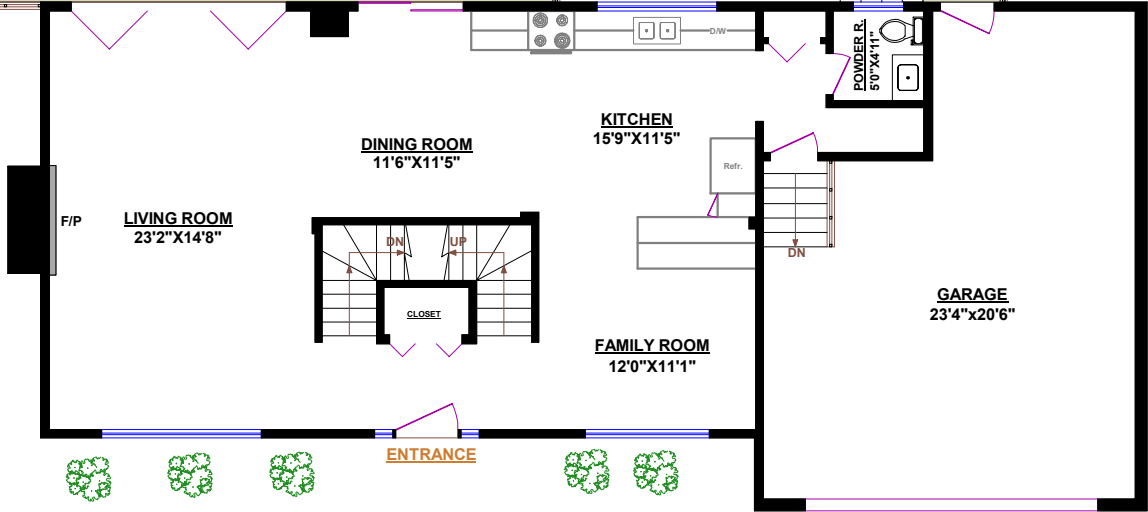 POWDER R.
5'0"X4'11"
D/W
KITCHEN
15'9"X11'5"
DINING ROOM
11'6"X11'5"
Refr.
F/P
LIVING ROOM
23'2"X14'8"
DN
UP
DN
GARAGE
23'4"x20'6"
CLOSET
FAMILY ROOM
12'0"X11'1"
ENTRANCE